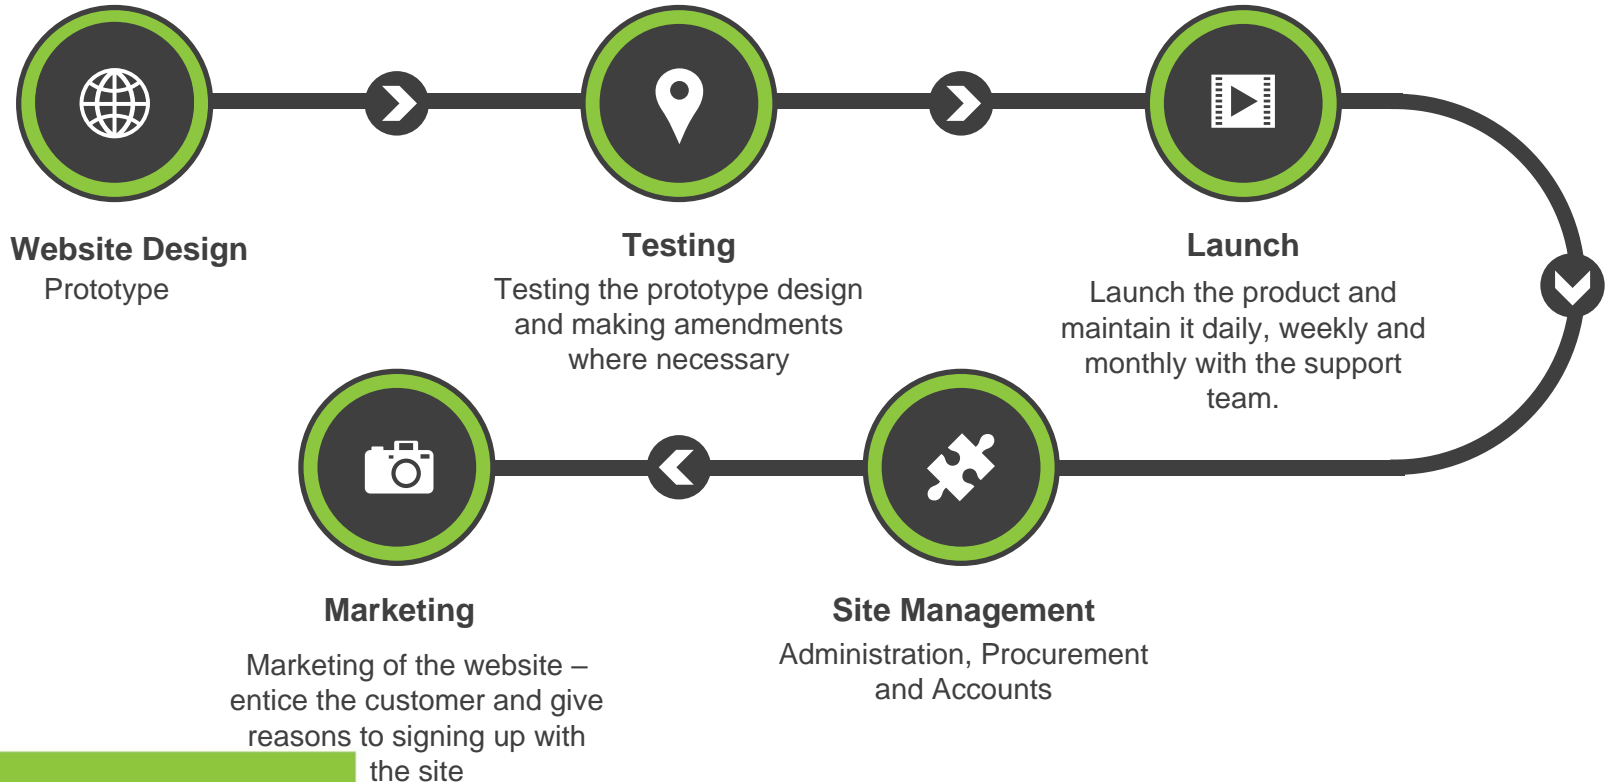 Website Design
Prototype
Testing
Testing the prototype design
and making amendments
where necessary
Launch
Launch the product and
maintain it daily, weekly and
monthly with the support
team.
Marketing
Marketing of the website –
entice the customer and give
reasons to signing up with
the site
Site Management
Administration, Procurement
and Accounts